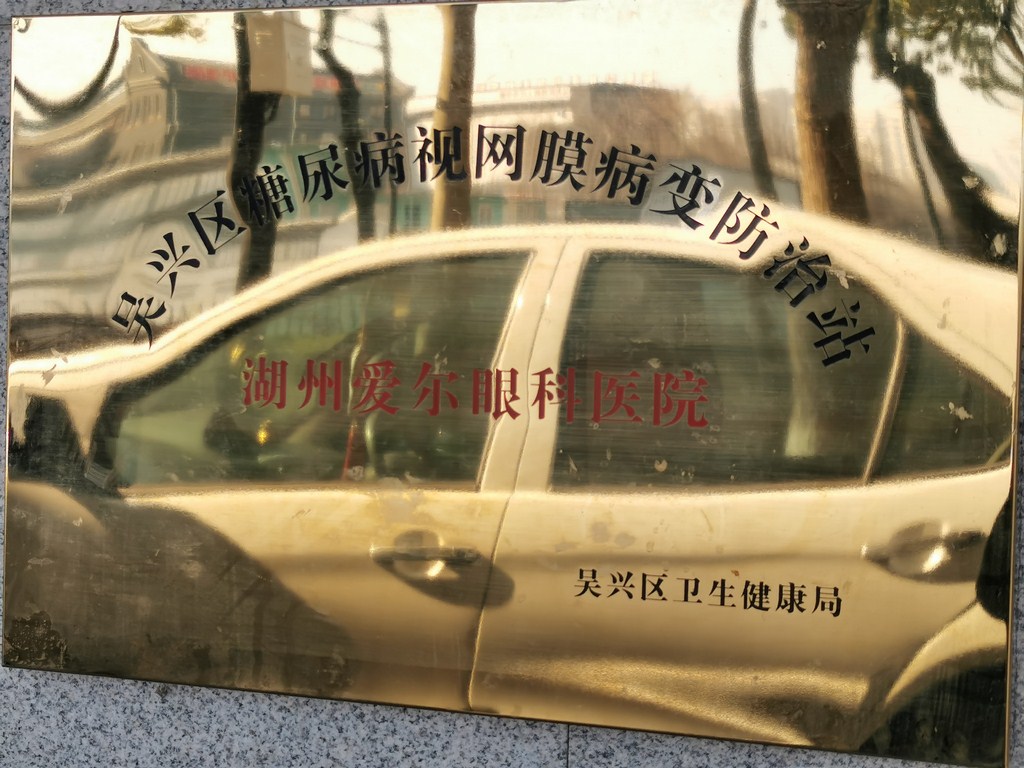 吴兴区糖尿病视网膜病变防治站
湖州爱尔眼科医院
吴兴区卫生健康局